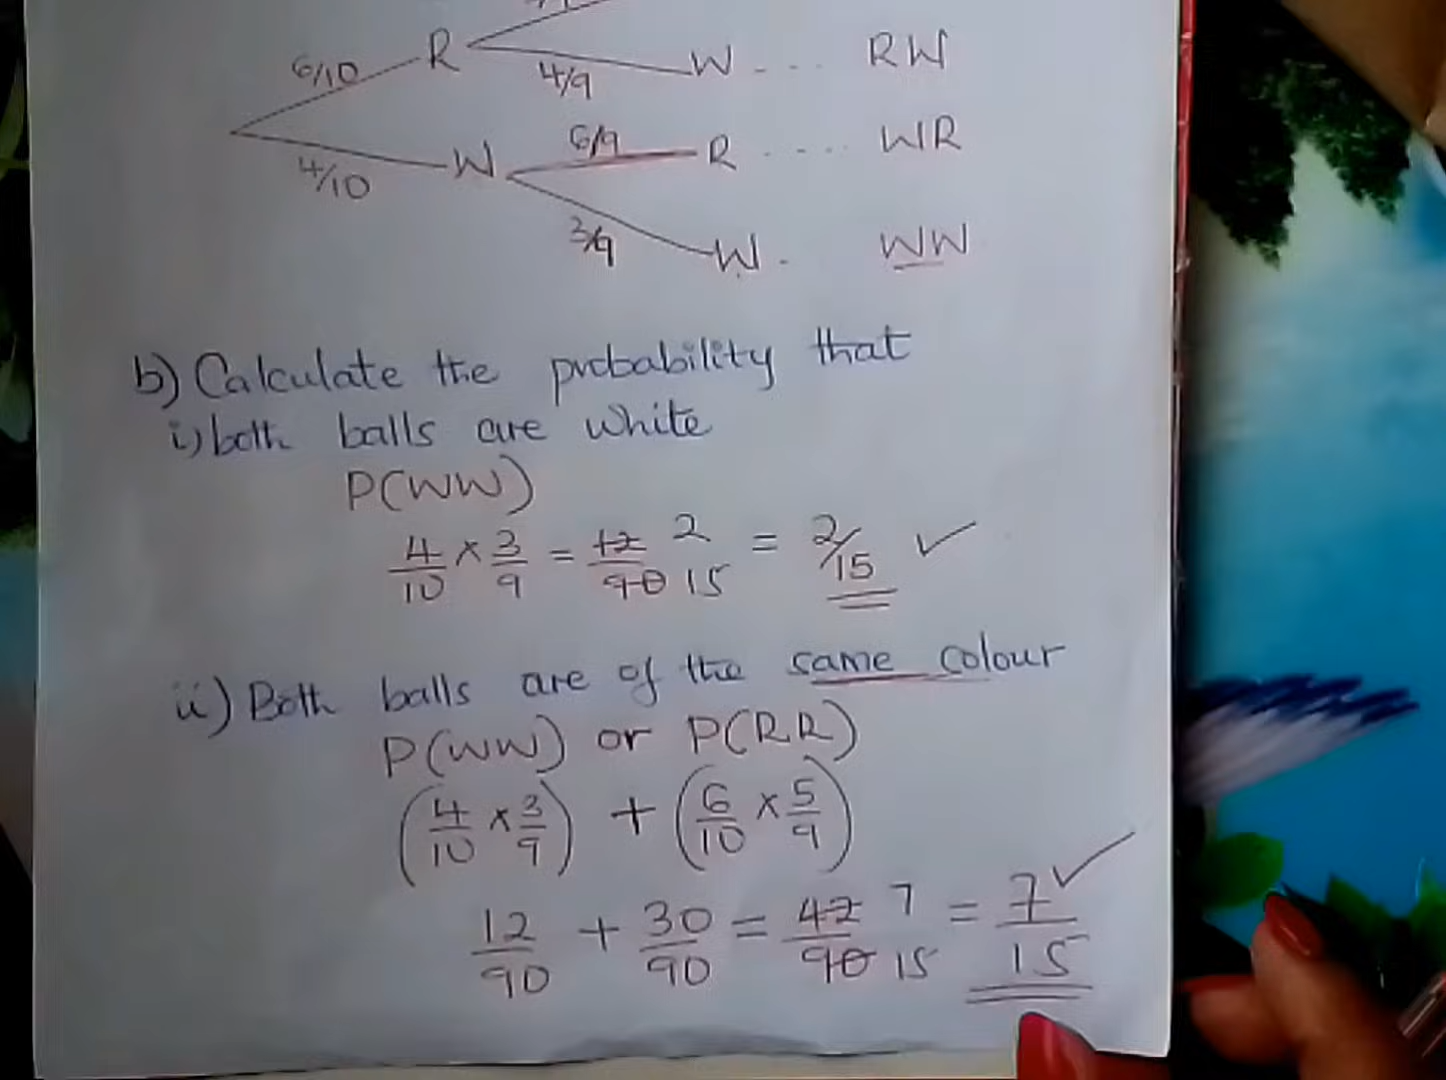 6/10 R 4/9 W .... RW
4/10 W 6/9 R ..... WIR
3/9 W. WW
b) Calculate the probability that
i) both balls are white
P(WW)
4/10 × 3/9 = 12/90 2/15 = 2/15 ✓
ii) Both balls are of the same colour
P(WW) or P(RR)
(4/10 × 3/9) + (6/10 × 5/9)
12/90 + 30/90 = 42/90 7/15 = 7/15 ✓